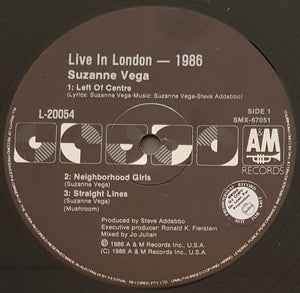 Live In London — 1986
Suzanne Vega
1: Left Of Centre
(Lyrics: Suzanne Vega-Music: Suzanne Vega-Steve Addabbo)
L-20054
SIDE 1
SMX-67051
AM
RECORDS
2: Neighborhood Girls
(Suzanne Vega)
3: Straight Lines
(Suzanne Vega)
(Mushroom)
Produced by Steve Addabbo
Executive producer: Ronald K. Fierstein
Mixed by Jo Julian
℗ 1986 A & M Records Inc., U.S.A.
(C) 1986 A & M Records Inc., U.S.A.